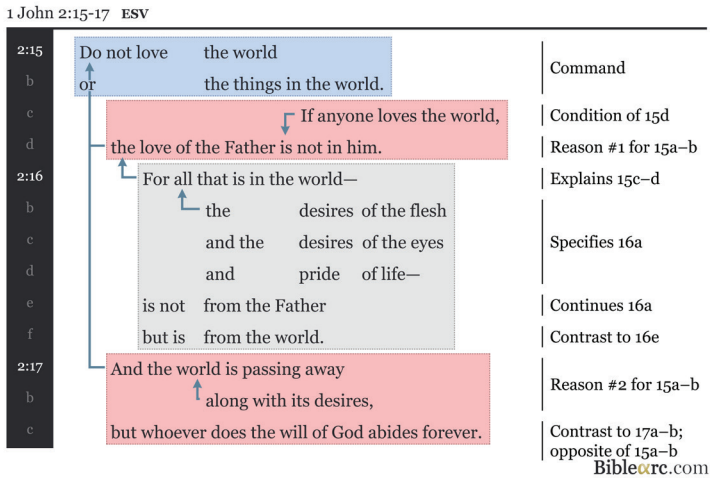 1 John 2:15-17 ESV
2:15 Do not love the world
b or the things in the world.
Command
c If anyone loves the world, Condition of 15d
d the love of the Father is not in him. Reason #1 for 15a–b
2:16 For all that is in the world— Explains 15c–d
b the desires of the flesh
c and the desires of the eyes Specifies 16a
d and pride of life—
e is not from the Father Continues 16a
f but is from the world. Contrast to 16e
2:17 And the world is passing away
Reason #2 for 15a–b
b along with its desires,
c but whoever does the will of God abides forever. Contrast to 17a–b;
opposite of 15a–b
Biblearc.com